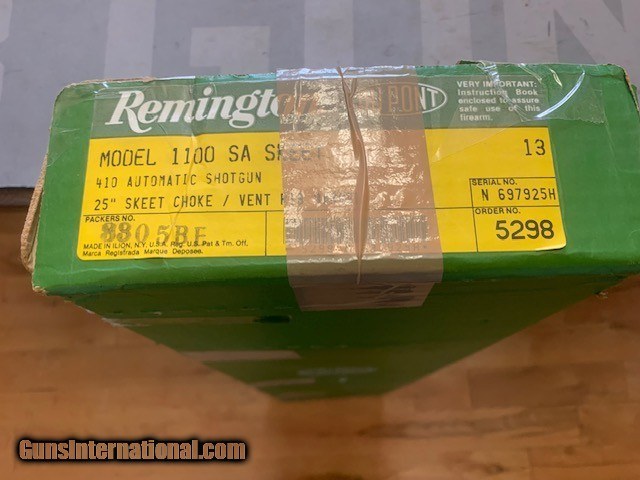 Remington
VERY IMPORTANT:
Instruction Book
enclosed to assure
safe use of this
firearm.
MODEL 1100 SA SKEET 13
410 AUTOMATIC SHOTGUN
25" SKEET CHOKE / VENT
SERIAL NO.
N 697925H
PACKERS NO.
ORDER NO.
5298
MADE IN ILION, N.Y. U.S.A. Reg. U.S. Pat & Tm. Off.
Marca Registrada Marque Deposee.
GunsInternational.com